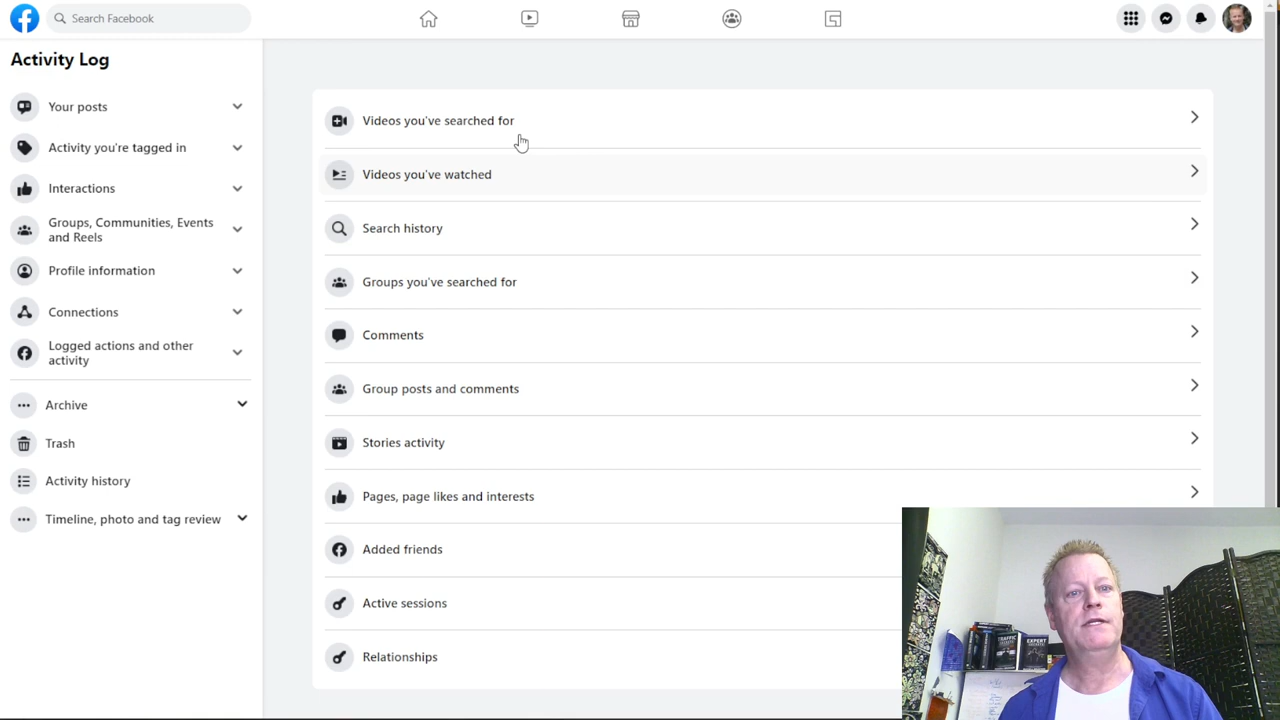 Search Facebook
Activity Log
Your posts
Activity you're tagged in
Interactions
Groups, Communities, Events
and Reels
Profile information
Connections
Logged actions and other
activity
Archive
Trash
Activity history
Timeline, photo and tag review
Videos you've searched for
Videos you've watched
Search history
Groups you've searched for
Comments
Group posts and comments
Stories activity
Pages, page likes and interests
Added friends
Active sessions
Relationships
TRAFFIC
EXPERT